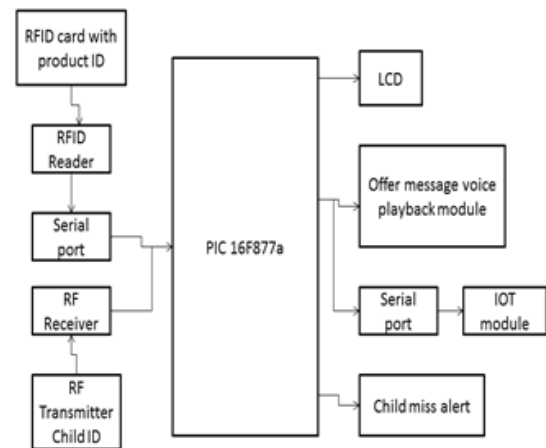 RFID card with
product ID
RFID
Reader
Serial
port
RF
Receiver
RF
Transmitter
Child ID
PIC 16F877a
LCD
Offer message voice
playback module
Serial
port
IOT
module
Child miss alert